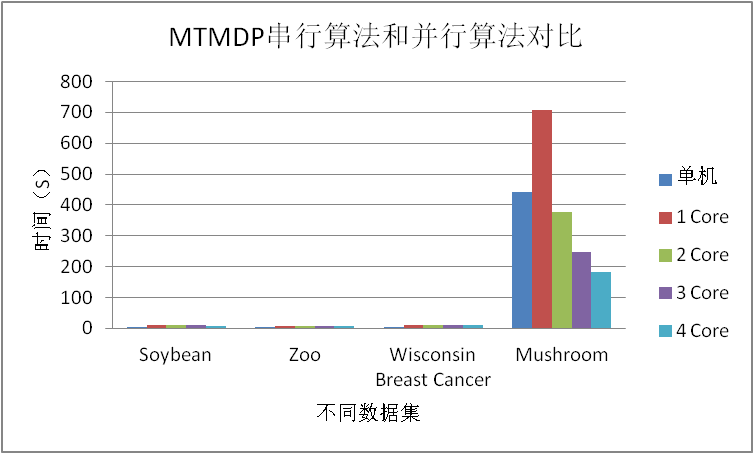 MTMDP串行算法和并行算法对比
800
700
600
500
400
300
200
100
0
时间（s）
Soybean
Zoo
Wisconsin
Breast Cancer
Mushroom
不同数据集
单机
1 Core
2 Core
3 Core
4 Core